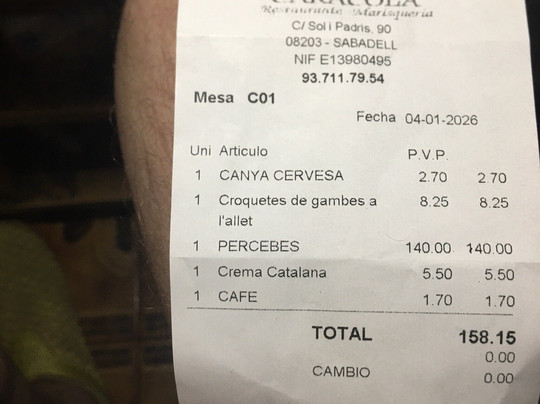 CARACOLA
Restaurante Marisqueria
C/ Sol i Padris, 90
08203 - SABADELL
NIF E13980495
93.711.79.54
Mesa C01
Fecha 04-01-2026
Uni Articulo P.V.P.
1 CANYA CERVESA 2.70 2.70
1 Croquetes de gambes a 8.25 8.25
l'allet
1 PERCEBES 140.00 140.00
1 Crema Catalana 5.50 5.50
1 CAFE 1.70 1.70
TOTAL 158.15
0.00
CAMBIO 0.00